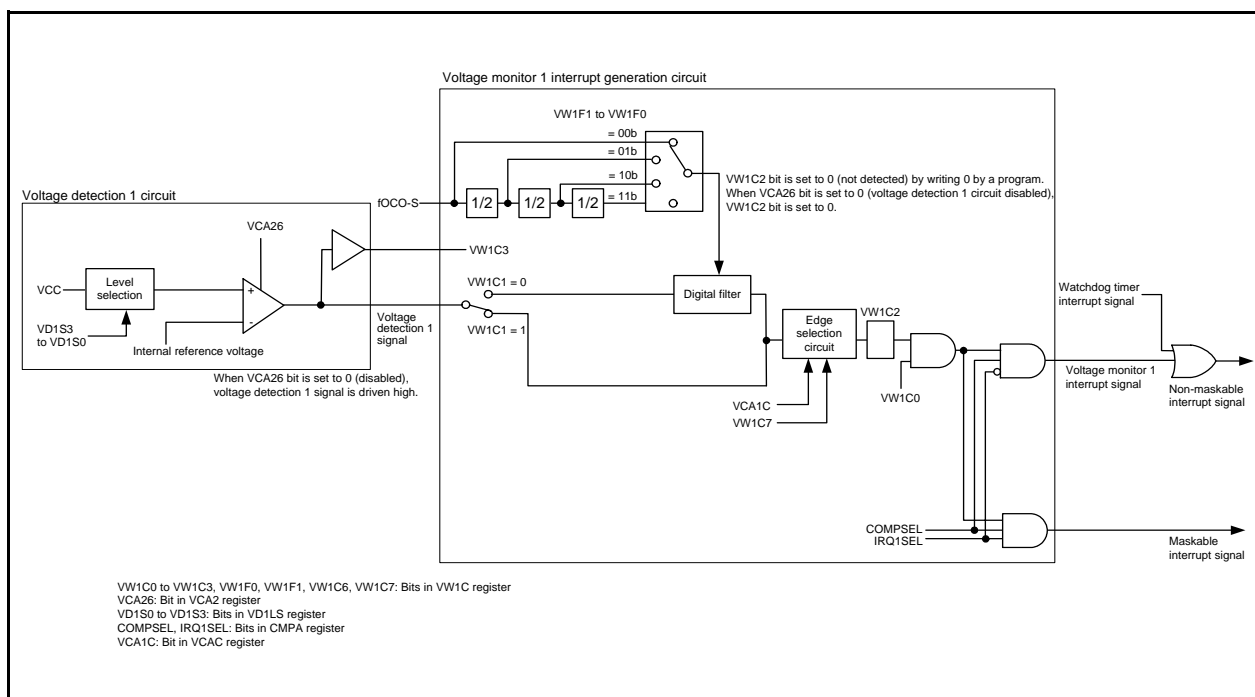 Voltage monitor 1 interrupt generation circuit
VW1F1 to VW1F0
= 00b
= 01b
= 10b
= 11b
fOCO-S
1/2
1/2
1/2
VW1C2 bit is set to 0 (not detected) by writing 0 by a program.
When VCA26 bit is set to 0 (voltage detection 1 circuit disabled),
VW1C2 bit is set to 0.
Voltage detection 1 circuit
VCA26
VW1C3
VCC
Level
selection
+
-
VD1S3
to VD1S0
Internal reference voltage
When VCA26 bit is set to 0 (disabled),
voltage detection 1 signal is driven high.
Voltage
detection 1
signal
VW1C1 = 0
VW1C1 = 1
Digital filter
Edge
selection
circuit
VW1C2
VCA1C
VW1C7
VW1C0
Watchdog timer
interrupt signal
Voltage monitor 1
interrupt signal
Non-maskable
interrupt signal
COMPSEL
IRQ1SEL
Maskable
interrupt signal
VW1C0 to VW1C3, VW1F0, VW1F1, VW1C6, VW1C7: Bits in VW1C register
VCA26: Bit in VCA2 register
VD1S0 to VD1S3: Bits in VD1LS register
COMPSEL, IRQ1SEL: Bits in CMPA register
VCA1C: Bit in VCAC register